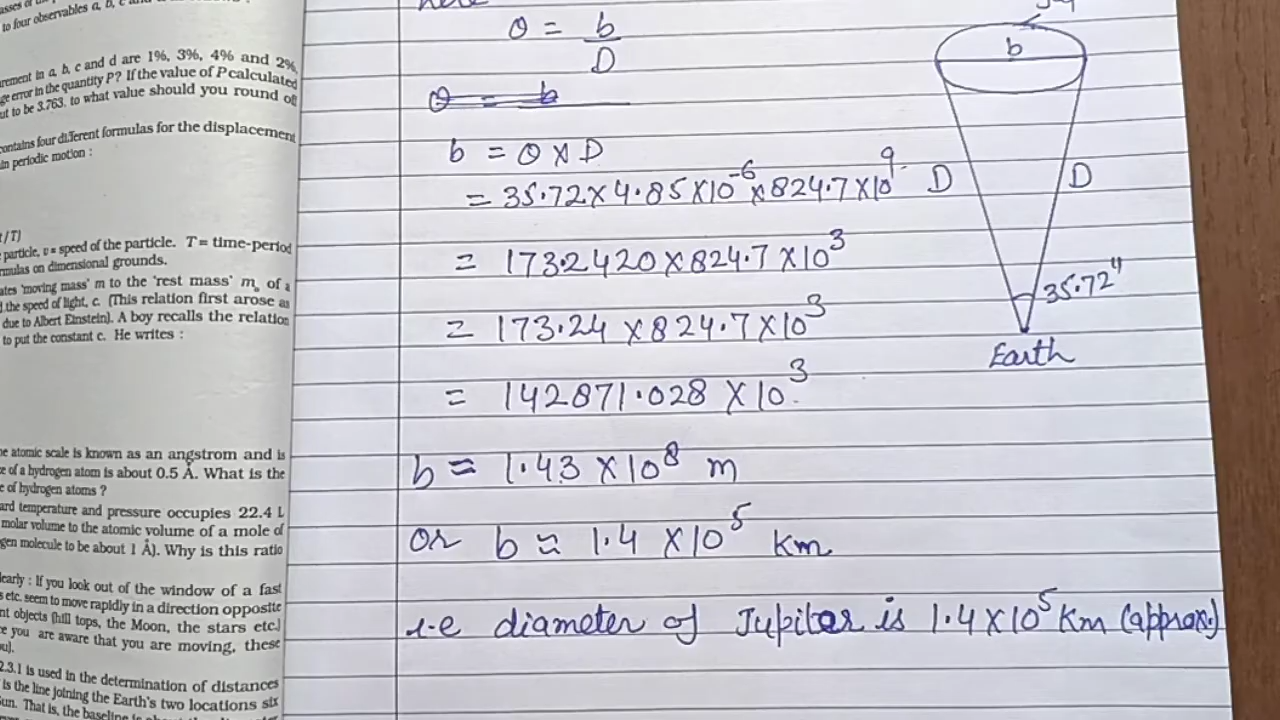 to four observables a, b, c
rement in a, b, c and d are 1%, 3%, 4% and 2%,
ge error in the quantity P? If the value of P calculated
ut to be 3.763, to what value should you round of
contains four different formulas for the displacement
in periodic motion :
t/T)
particle, v = speed of the particle. T = time-period
rmulas on dimensional grounds.
ates 'moving mass' m to the 'rest mass' m₀ of a
d the speed of light, c. (This relation first arose as
due to Albert Einstein). A boy recalls the relation
to put the constant c. He writes :
he atomic scale is known as an angstrom and is
e of a hydrogen atom is about 0.5 Å. What is the
e of hydrogen atoms ?
ard temperature and pressure occupies 22.4 L
molar volume to the atomic volume of a mole of
gen molecule to be about 1 Å). Why is this ratio
learly : If you look out of the window of a fast
s etc. seem to move rapidly in a direction opposite
nt objects (hill tops, the Moon, the stars etc.)
e you are aware that you are moving, these
ou).
2.3.1 is used in the determination of distances
is the line joining the Earth's two locations six
Sun. That is, the baseline is about the
here
θ = b/D
θ = b
b = θ × D
= 35.72 × 4.85 × 10⁻⁶ × 824.7 × 10⁹
= 173.2420 × 824.7 × 10³
= 173.24 × 824.7 × 10³
= 142871.028 × 10³
b ≈ 1.43 × 10⁸ m
or b ≈ 1.4 × 10⁵ Km
i.e diameter of Jupiter is 1.4 × 10⁵ Km (approx.)
b
D
D
35.72"
Earth